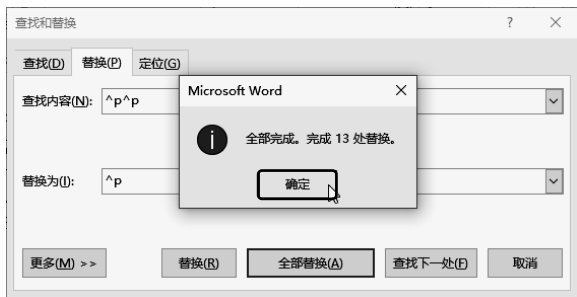 查找和替换
? ×
查找(D) 替换(P) 定位(G)
查找内容(N): ^p^p
Microsoft Word ×
全部完成。完成 13 处替换。
确定
替换为(I): ^p
更多(M) >> 替换(R) 全部替换(A) 查找下一处(F) 取消